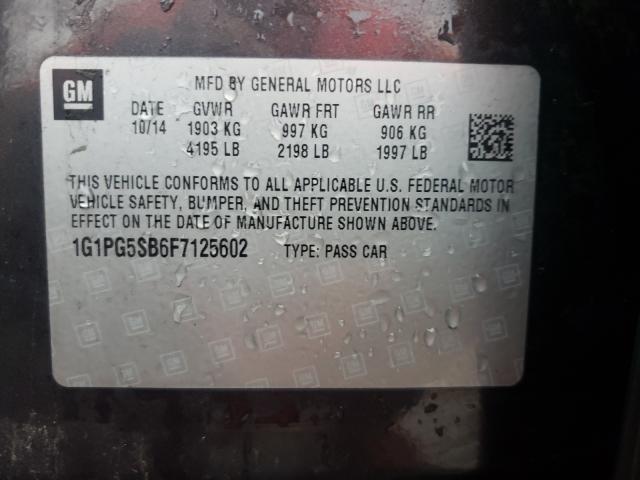 GM
MFD BY GENERAL MOTORS LLC
DATE GVWR GAWR FRT GAWR RR
10/14 1903 KG 997 KG 906 KG
4195 LB 2198 LB 1997 LB
THIS VEHICLE CONFORMS TO ALL APPLICABLE U.S. FEDERAL MOTOR
VEHICLE SAFETY, BUMPER, AND THEFT PREVENTION STANDARDS IN
EFFECT ON THE DATE OF MANUFACTURE SHOWN ABOVE.
1G1PG5SB6F7125602 TYPE: PASS CAR